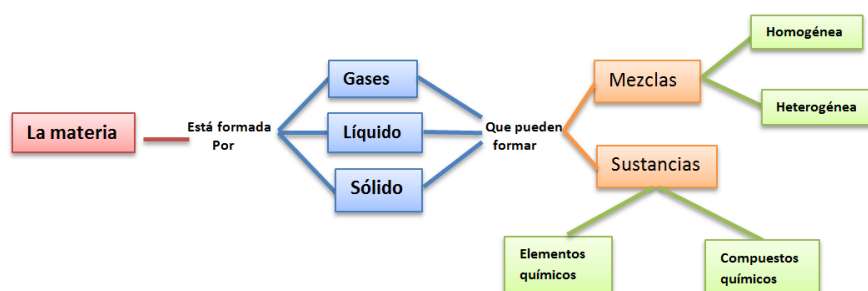 La materia
Está formada
Por
Gases
Líquido
Sólido
Que pueden
formar
Mezclas
Homogénea
Heterogénea
Sustancias
Elementos
químicos
Compuestos
químicos